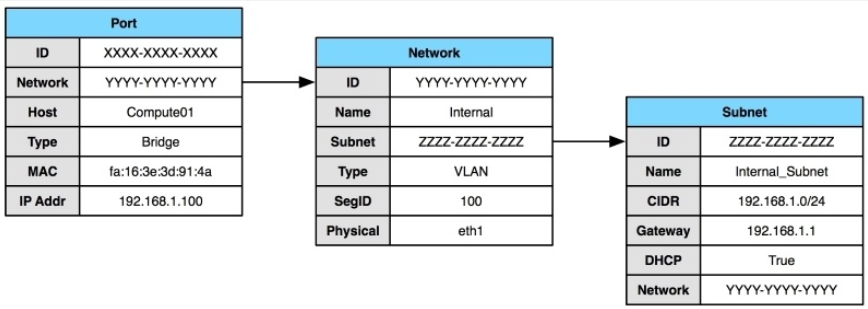 Port
ID XXXX-XXXX-XXXX
Network YYYY-YYYY-YYYY
Host Compute01
Type Bridge
MAC fa:16:3e:3d:91:4a
IP Addr 192.168.1.100
Network
ID YYYY-YYYY-YYYY
Name Internal
Subnet ZZZZ-ZZZZ-ZZZZ
Type VLAN
SegID 100
Physical eth1
Subnet
ID ZZZZ-ZZZZ-ZZZZ
Name Internal_Subnet
CIDR 192.168.1.0/24
Gateway 192.168.1.1
DHCP True
Network YYYY-YYYY-YYYY